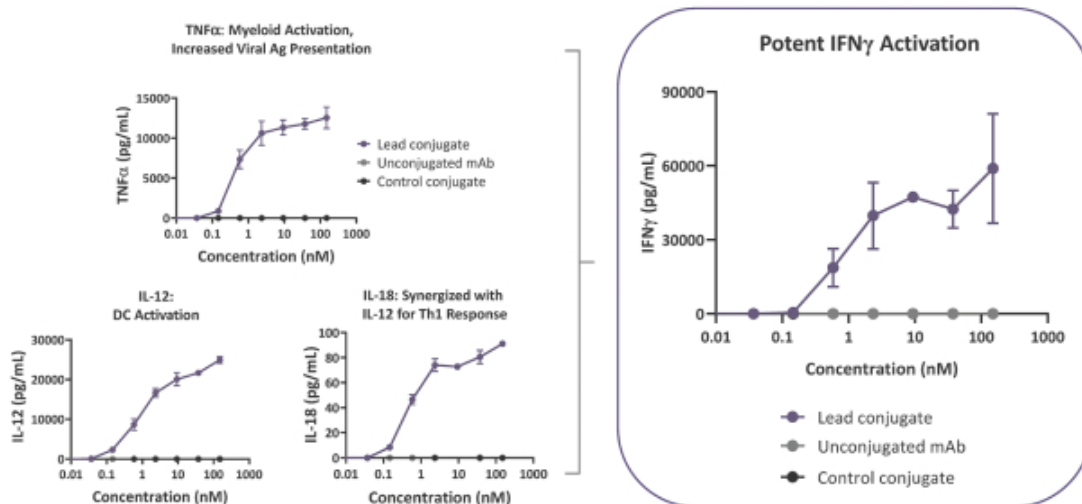 TNFα: Myeloid Activation,
Increased Viral Ag Presentation
TNFα (pg/mL)
15000
10000
5000
0
0.01 0.1 1 10 100 1000
Concentration (nM)
Lead conjugate
Unconjugated mAb
Control conjugate
IL-12:
DC Activation
IL-12 (pg/mL)
30000
20000
10000
0
0.01 0.1 1 10 100 1000
Concentration (nM)
IL-18: Synergized with
IL-12 for Th1 Response
IL-18 (pg/mL)
100
80
60
40
20
0
0.01 0.1 1 10 100 1000
Concentration (nM)
Potent IFNγ Activation
IFNγ (pg/mL)
90000
60000
30000
0
0.01 0.1 1 10 100 1000
Concentration (nM)
Lead conjugate
Unconjugated mAb
Control conjugate